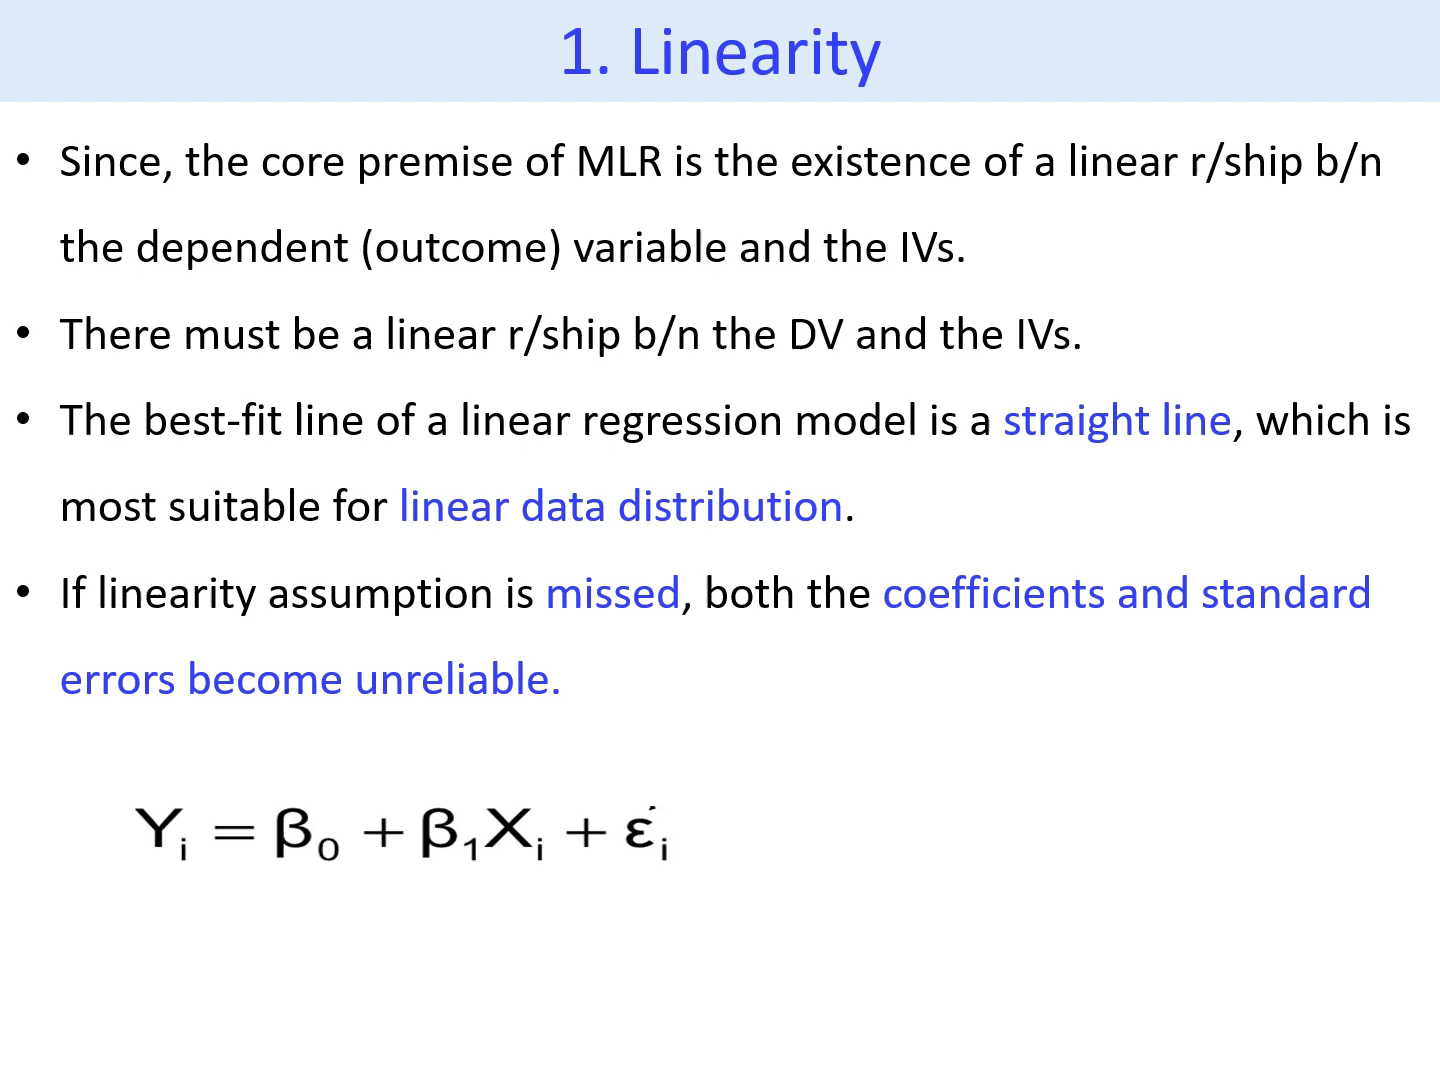 1. Linearity
• Since, the core premise of MLR is the existence of a linear r/ship b/n
the dependent (outcome) variable and the IVs.
• There must be a linear r/ship b/n the DV and the IVs.
• The best-fit line of a linear regression model is a straight line, which is
most suitable for linear data distribution.
• If linearity assumption is missed, both the coefficients and standard
errors become unreliable.
Yᵢ = β₀ + β₁Xᵢ + εᵢ